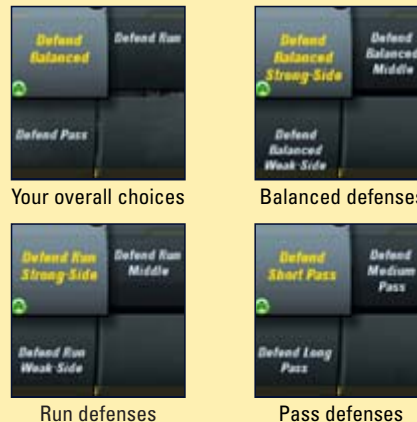 Defend
Balanced
Defend Run
Defend Pass
Your overall choices
Defend
Balanced
Strong-Side
Defend
Balanced
Middle
Defend
Balanced
Weak-Side
Balanced defenses
Defend Run
Strong-Side
Defend Run
Middle
Defend Run
Weak-Side
Run defenses
Defend
Short Pass
Defend
Medium
Pass
Defend Long
Pass
Pass defenses